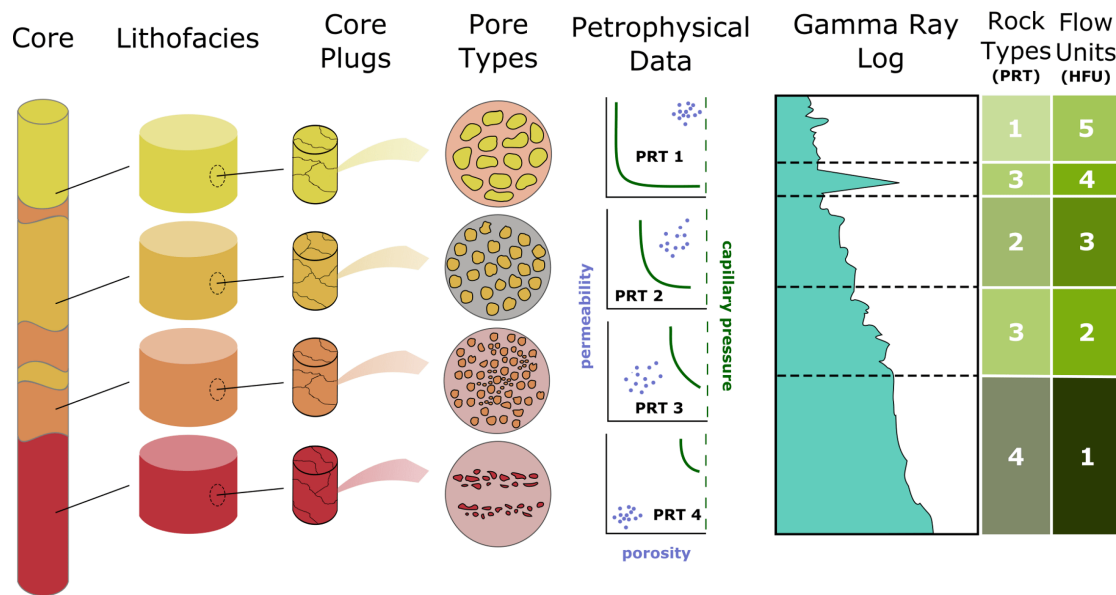 Core
Lithofacies
Core
Plugs
Pore
Types
Petrophysical
Data
Gamma Ray
Log
Rock
Types
(PRT)
Flow
Units
(HFU)
PRT 1
PRT 2
PRT 3
PRT 4
permeability
capillary pressure
porosity
1
5
3
4
2
3
3
2
4
1